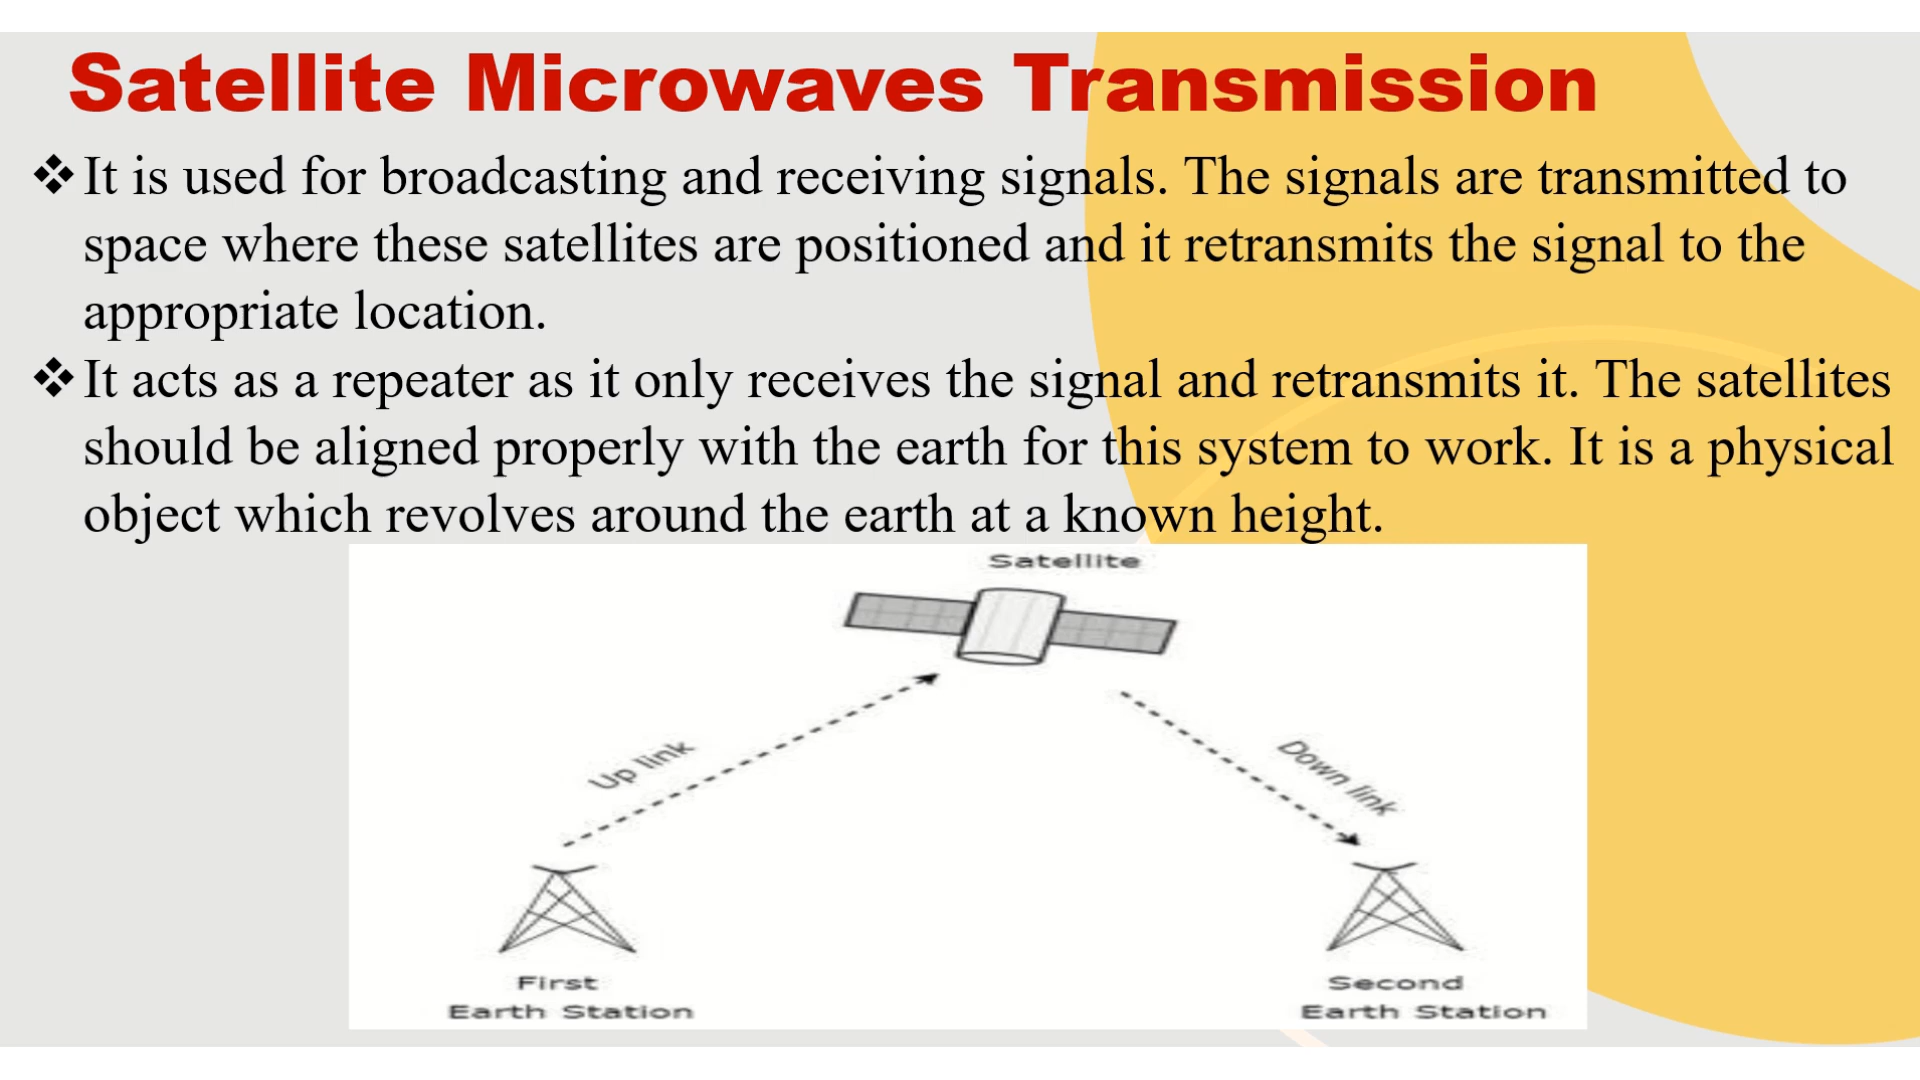 Satellite Microwaves Transmission
❖It is used for broadcasting and receiving signals. The signals are transmitted to
space where these satellites are positioned and it retransmits the signal to the
appropriate location.
❖It acts as a repeater as it only receives the signal and retransmits it. The satellites
should be aligned properly with the earth for this system to work. It is a physical
object which revolves around the earth at a known height.
Satellite
Up link
Down link
First
Earth Station
Second
Earth Station